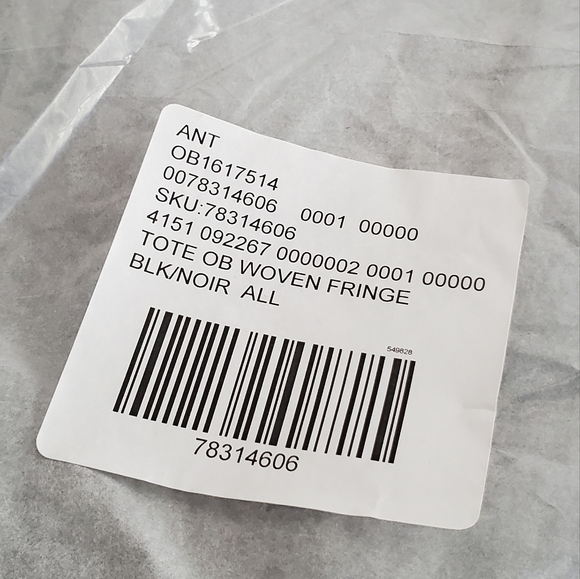 ANT
OB1617514
0078314606 0001 00000
SKU:78314606
4151 092267 0000002 0001 00000
TOTE OB WOVEN FRINGE
BLK/NOIR ALL
549828
78314606